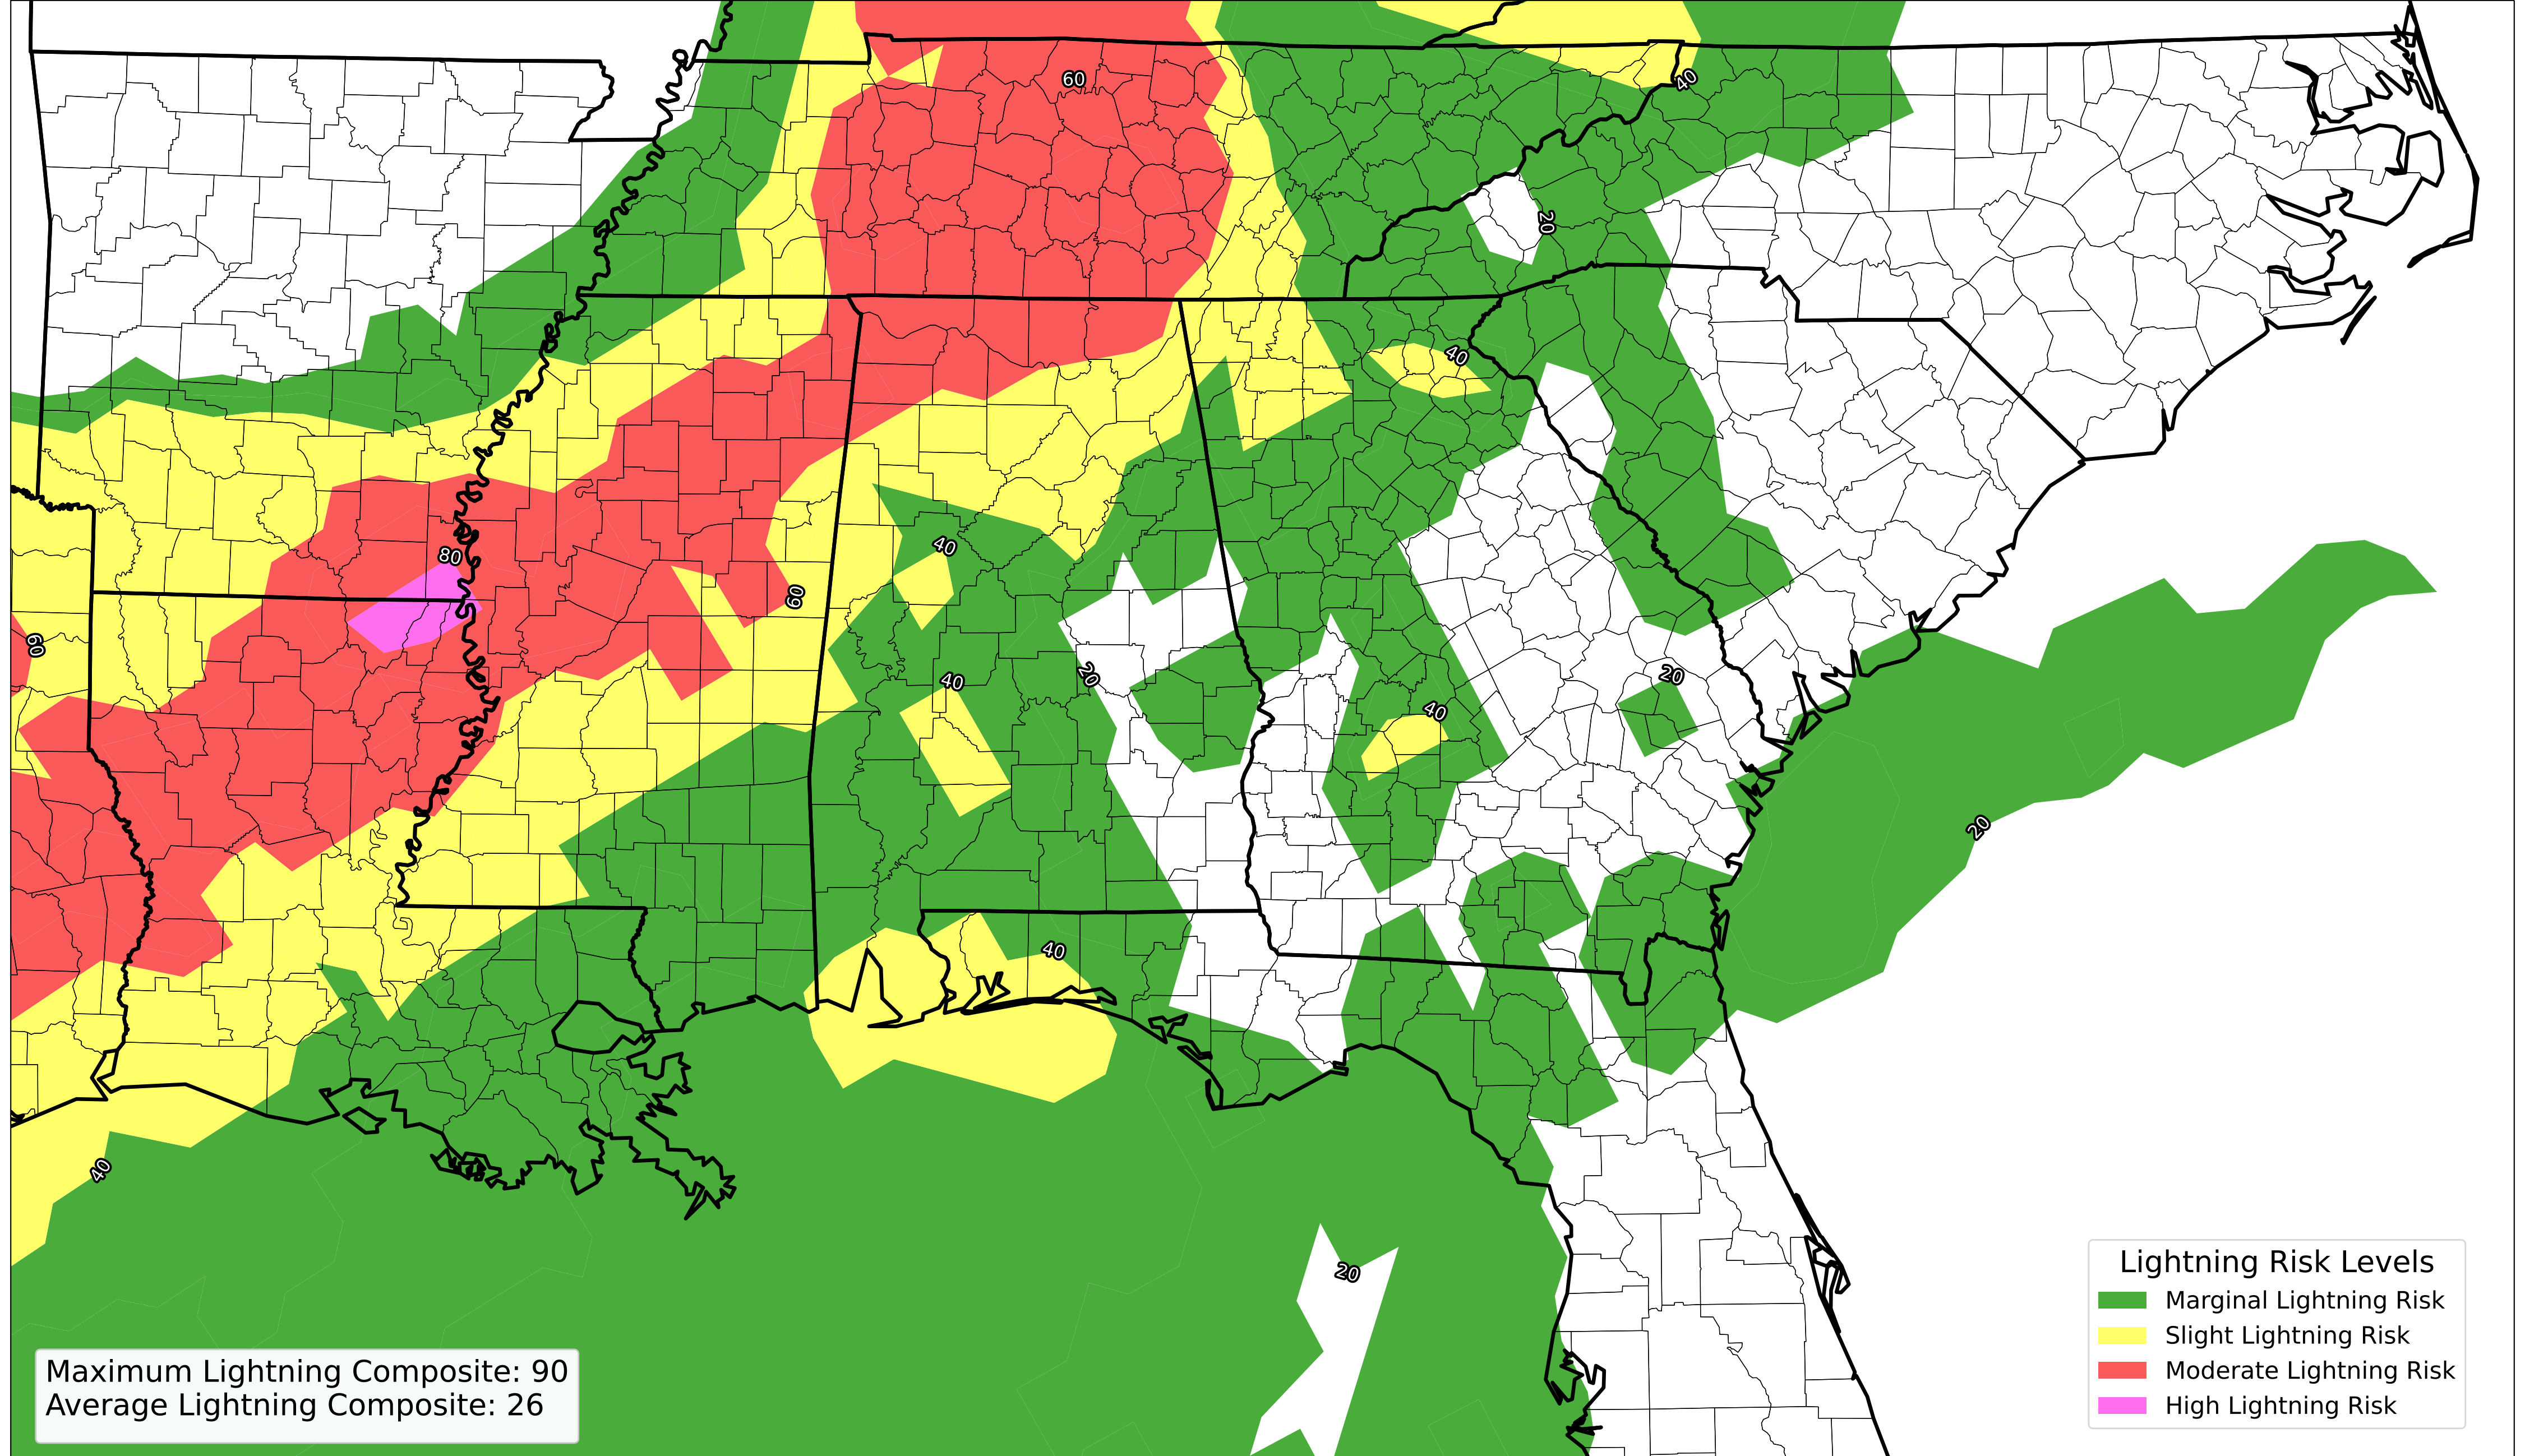 60
40
20
40
80
40
60
60
40
20
20
40
20
40
40
20
Lightning Risk Levels
Marginal Lightning Risk
Slight Lightning Risk
Moderate Lightning Risk
High Lightning Risk
Maximum Lightning Composite: 90
Average Lightning Composite: 26